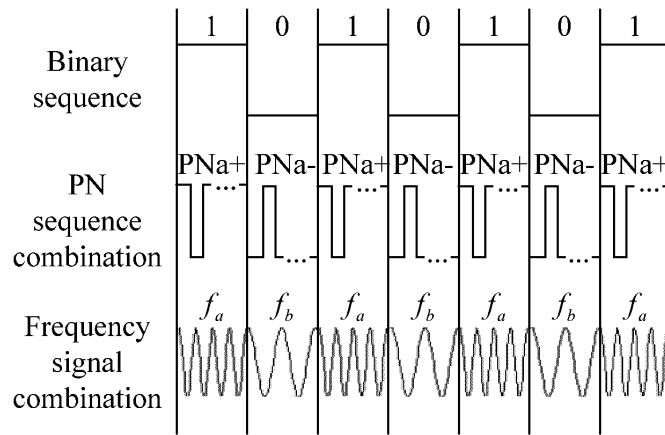 1 0 1 0 1 0 1
Binary
sequence
PNa+ PNa- PNa+ PNa- PNa+ PNa- PNa+
PN
sequence
combination
... ... ... ... ... ... ...
fa fb fa fb fa fb fa
Frequency
signal
combination